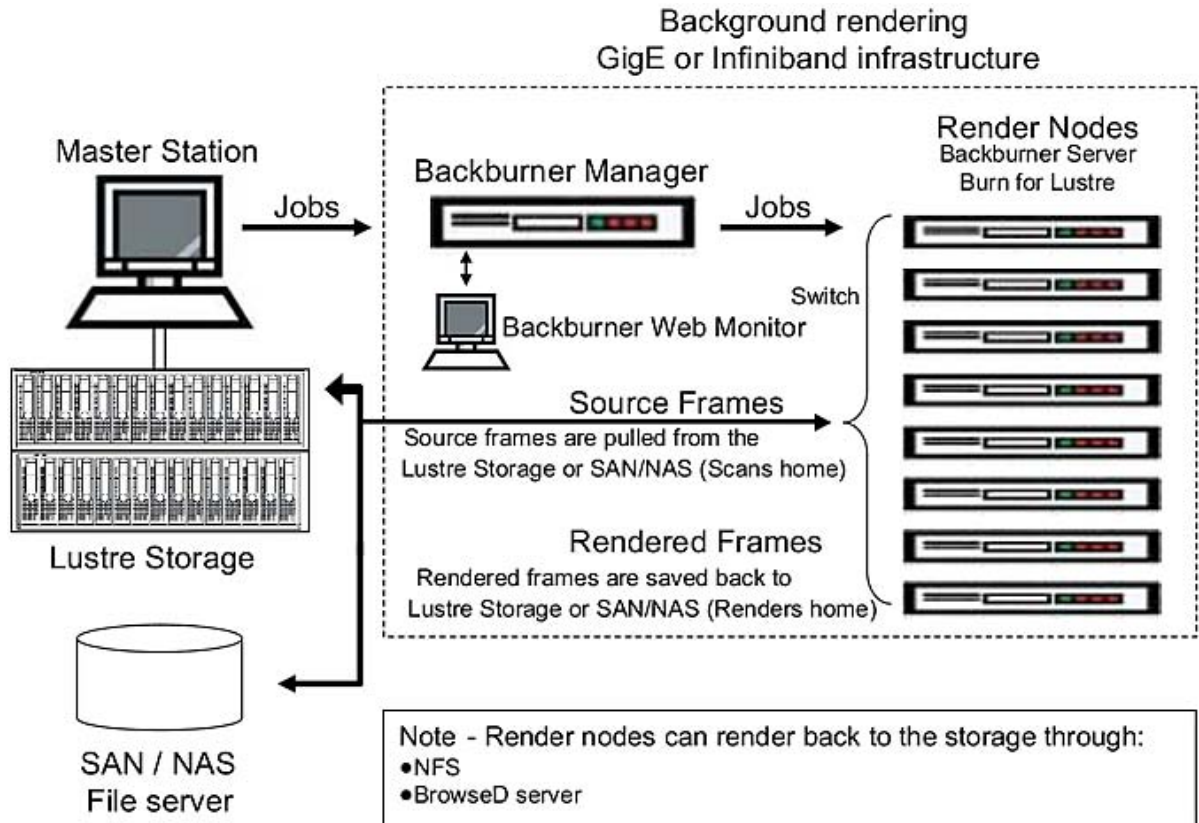 Background rendering
GigE or Infiniband infrastructure
Master Station
Jobs
Backburner Manager
Jobs
Render Nodes
Backburner Server
Burn for Lustre
Switch
Backburner Web Monitor
Source Frames
Source frames are pulled from the
Lustre Storage or SAN/NAS (Scans home)
Lustre Storage
Rendered Frames
Rendered frames are saved back to
Lustre Storage or SAN/NAS (Renders home)
SAN / NAS
File server
Note - Render nodes can render back to the storage through:
●NFS
●BrowseD server